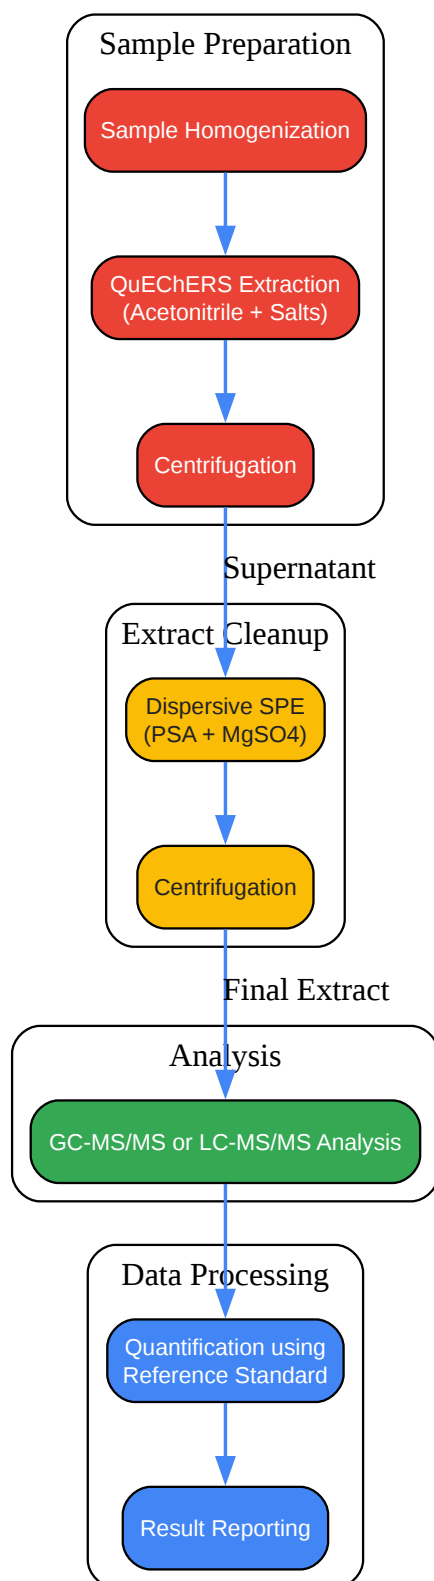 Sample Preparation
Sample Homogenization
QuEChERS Extraction
(Acetonitrile + Salts)
Centrifugation
Supernatant
Extract Cleanup
Dispersive SPE
(PSA + MgSO4)
Centrifugation
Final Extract
Analysis
GC-MS/MS or LC-MS/MS Analysis
Data Processing
Quantification using
Reference Standard
Result Reporting